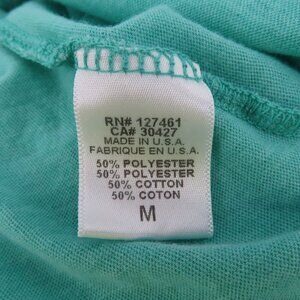 RN# 127461
CA# 30427
MADE IN U.S.A.
FABRIQUE EN U.S.A.
50% POLYESTER
50% POLYESTER
50% COTTON
50% COTON
M